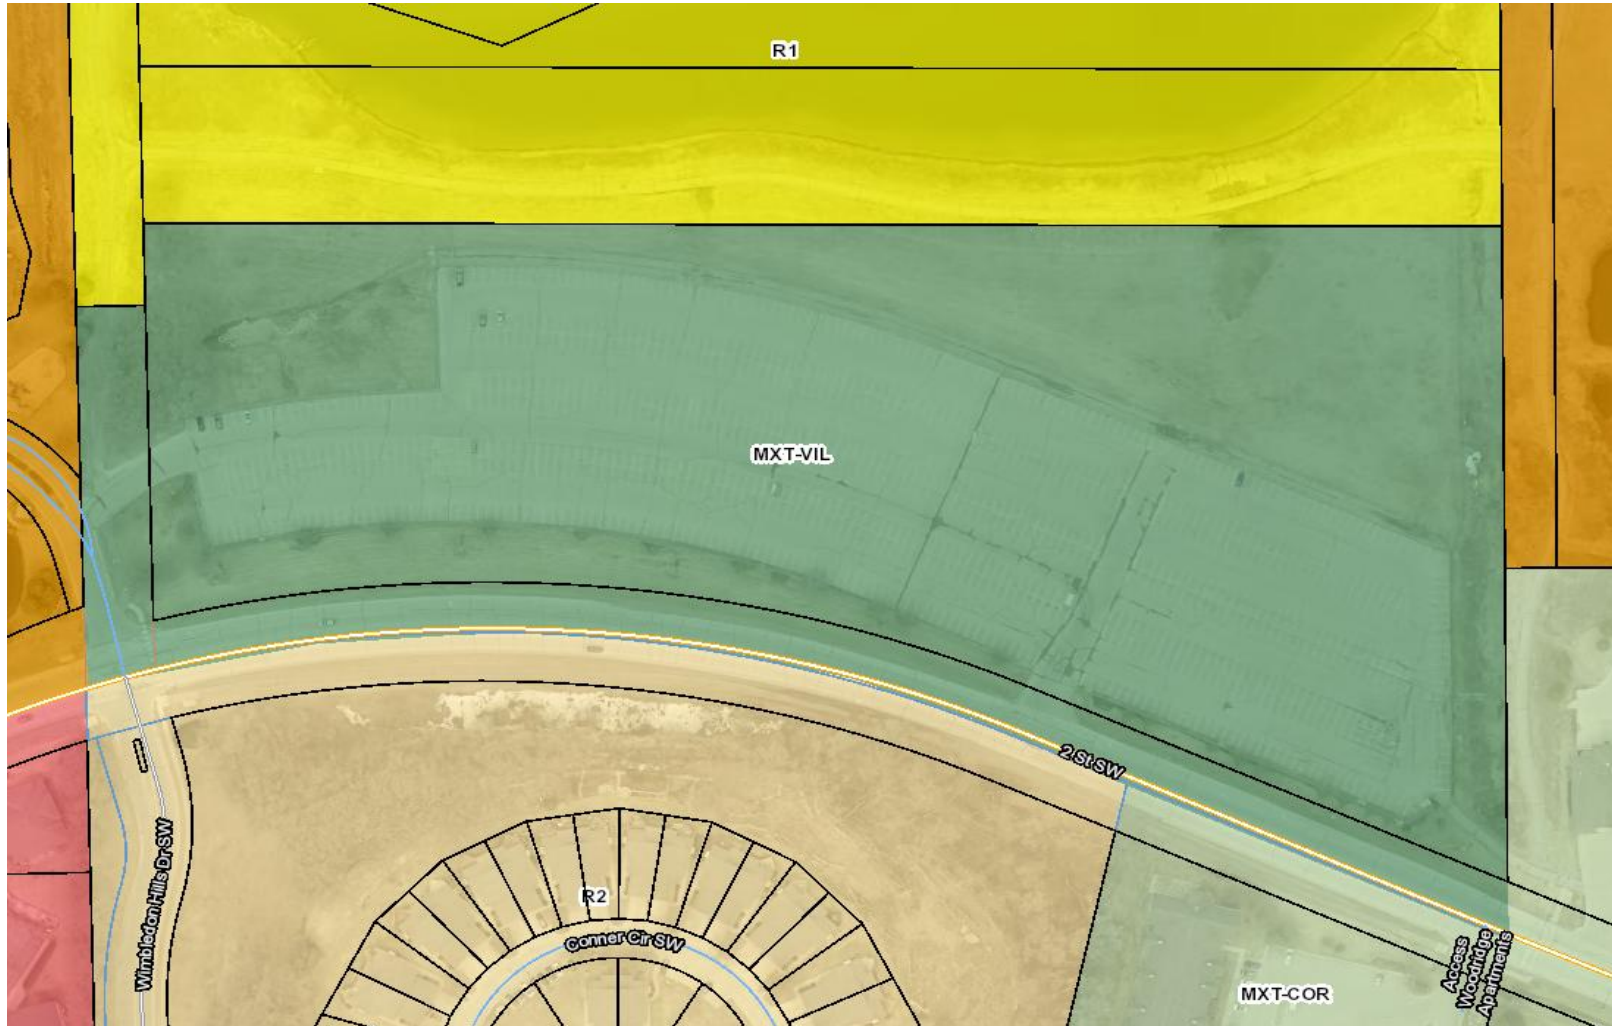 R1
MXT-VIL
2 St SW
Wimbledon Hills Dr SW
R2
Conner Cir SW
MXT-COR
Access
Woodridge
Apartments